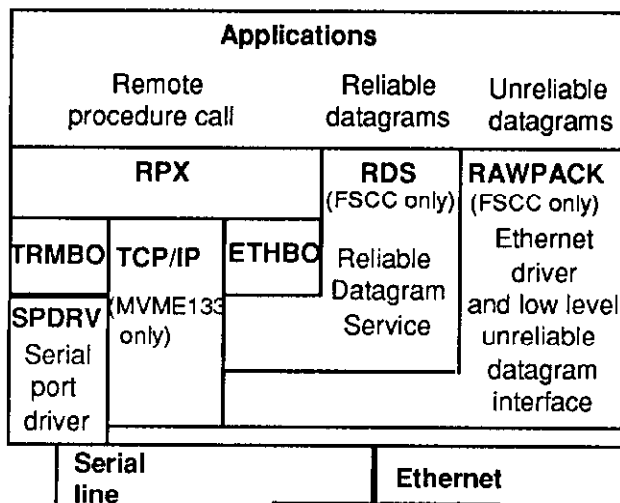 Applications
Remote
procedure call
Reliable
datagrams
Unreliable
datagrams
RPX
RDS
(FSCC only)
Reliable
Datagram
Service
RAWPACK
(FSCC only)
Ethernet
driver
and low level
unreliable
datagram
interface
TRMBO
TCP/IP
(MVME133
only)
ETHBO
SPDRV
Serial
port
driver
Serial
line
Ethernet